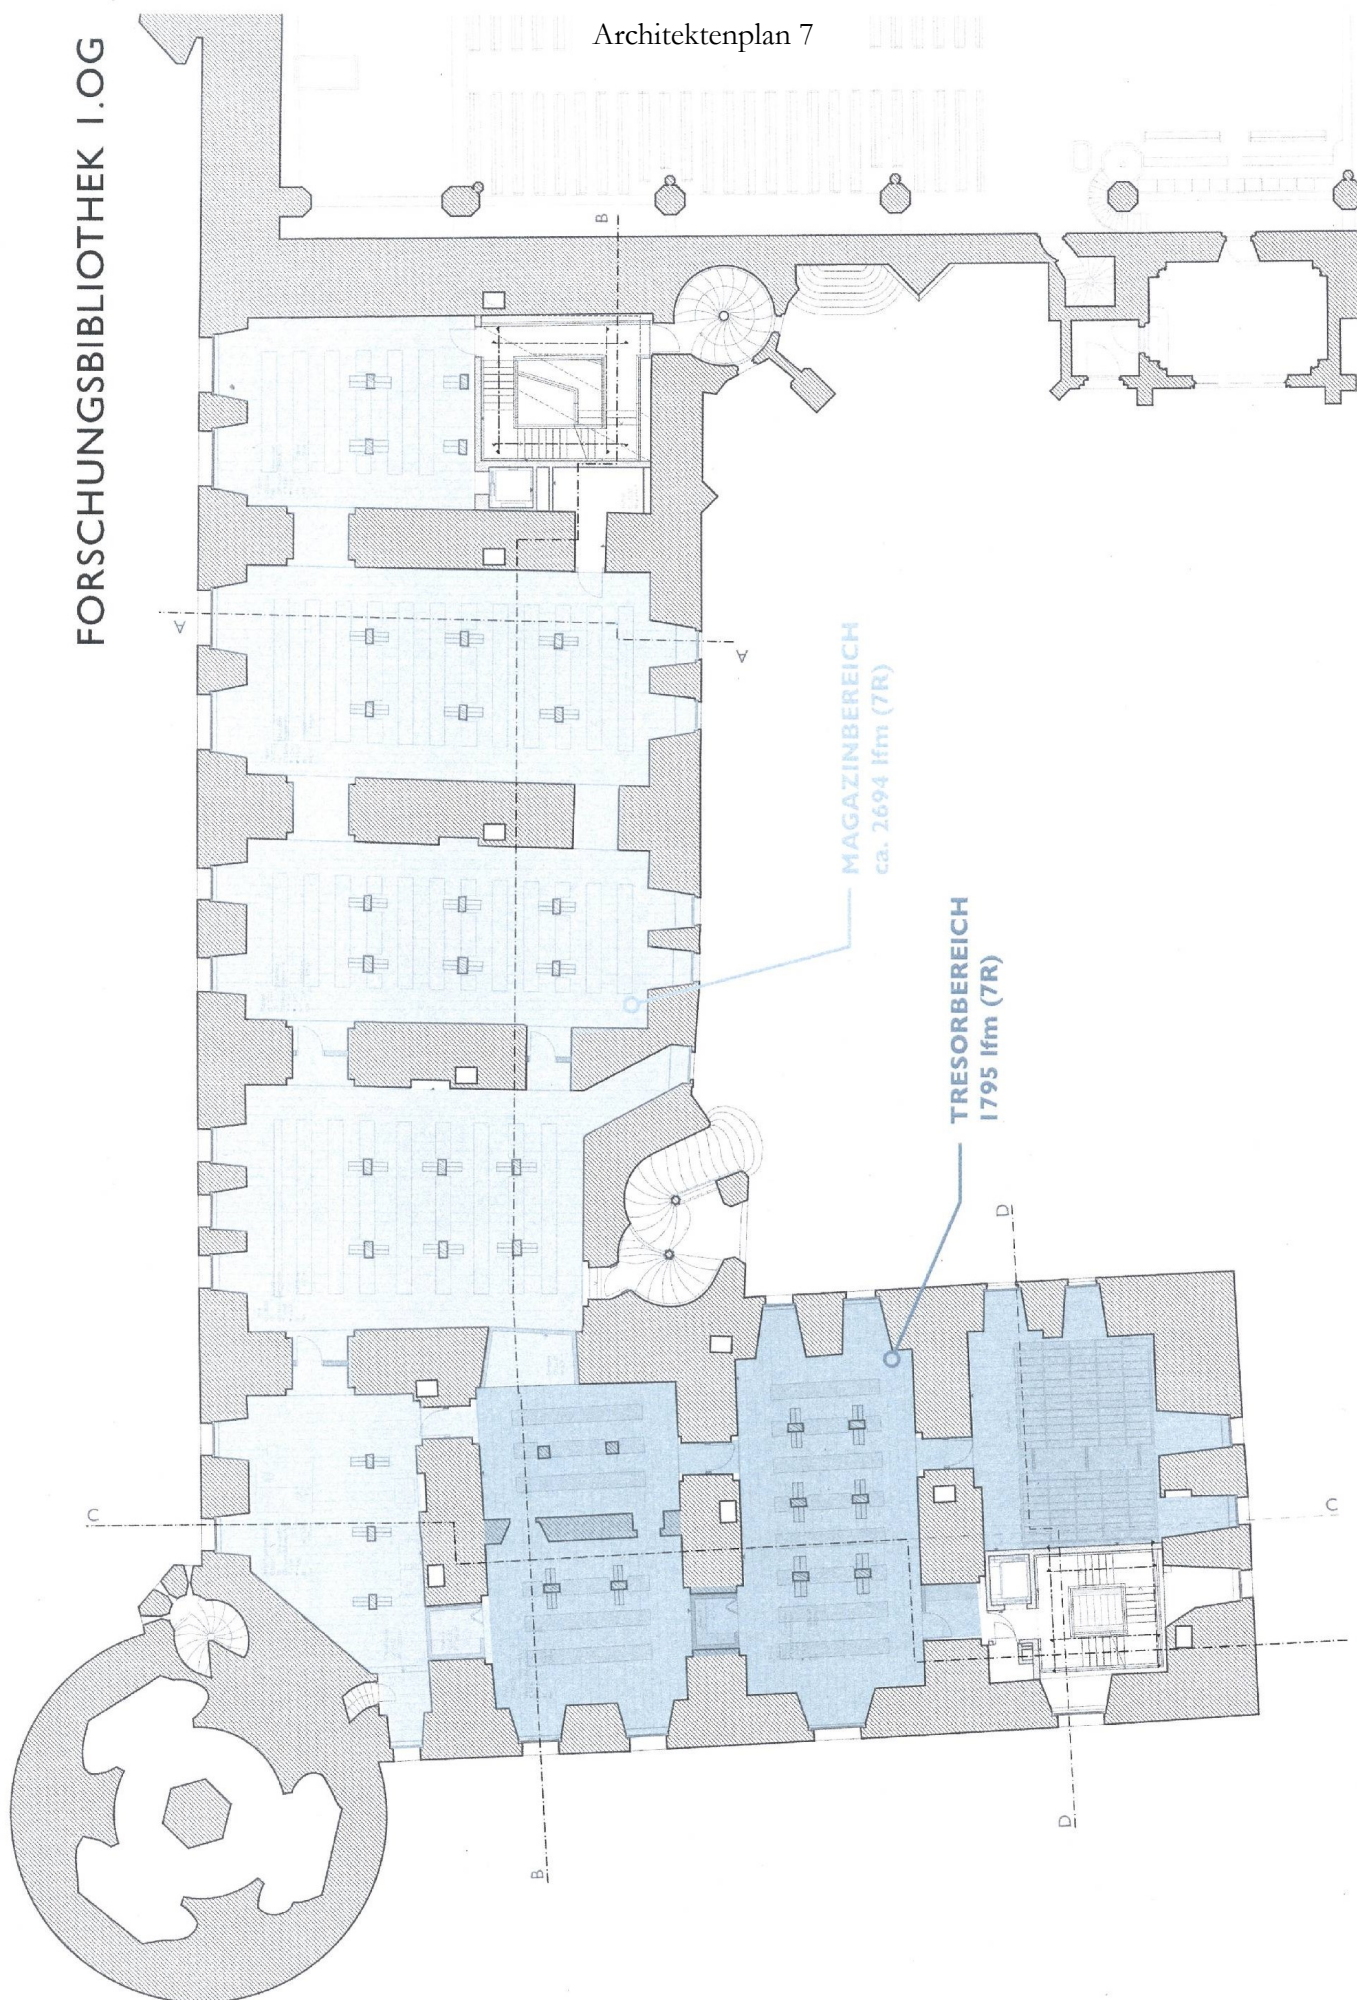 Architektenplan 7
FORSCHUNGSBIBLIOTHEK 1.OG
B
A
A
MAGAZINBEREICH
ca. 2694 lfm (7R)
TRESORBEREICH
1795 lfm (7R)
D
C
C
D
B